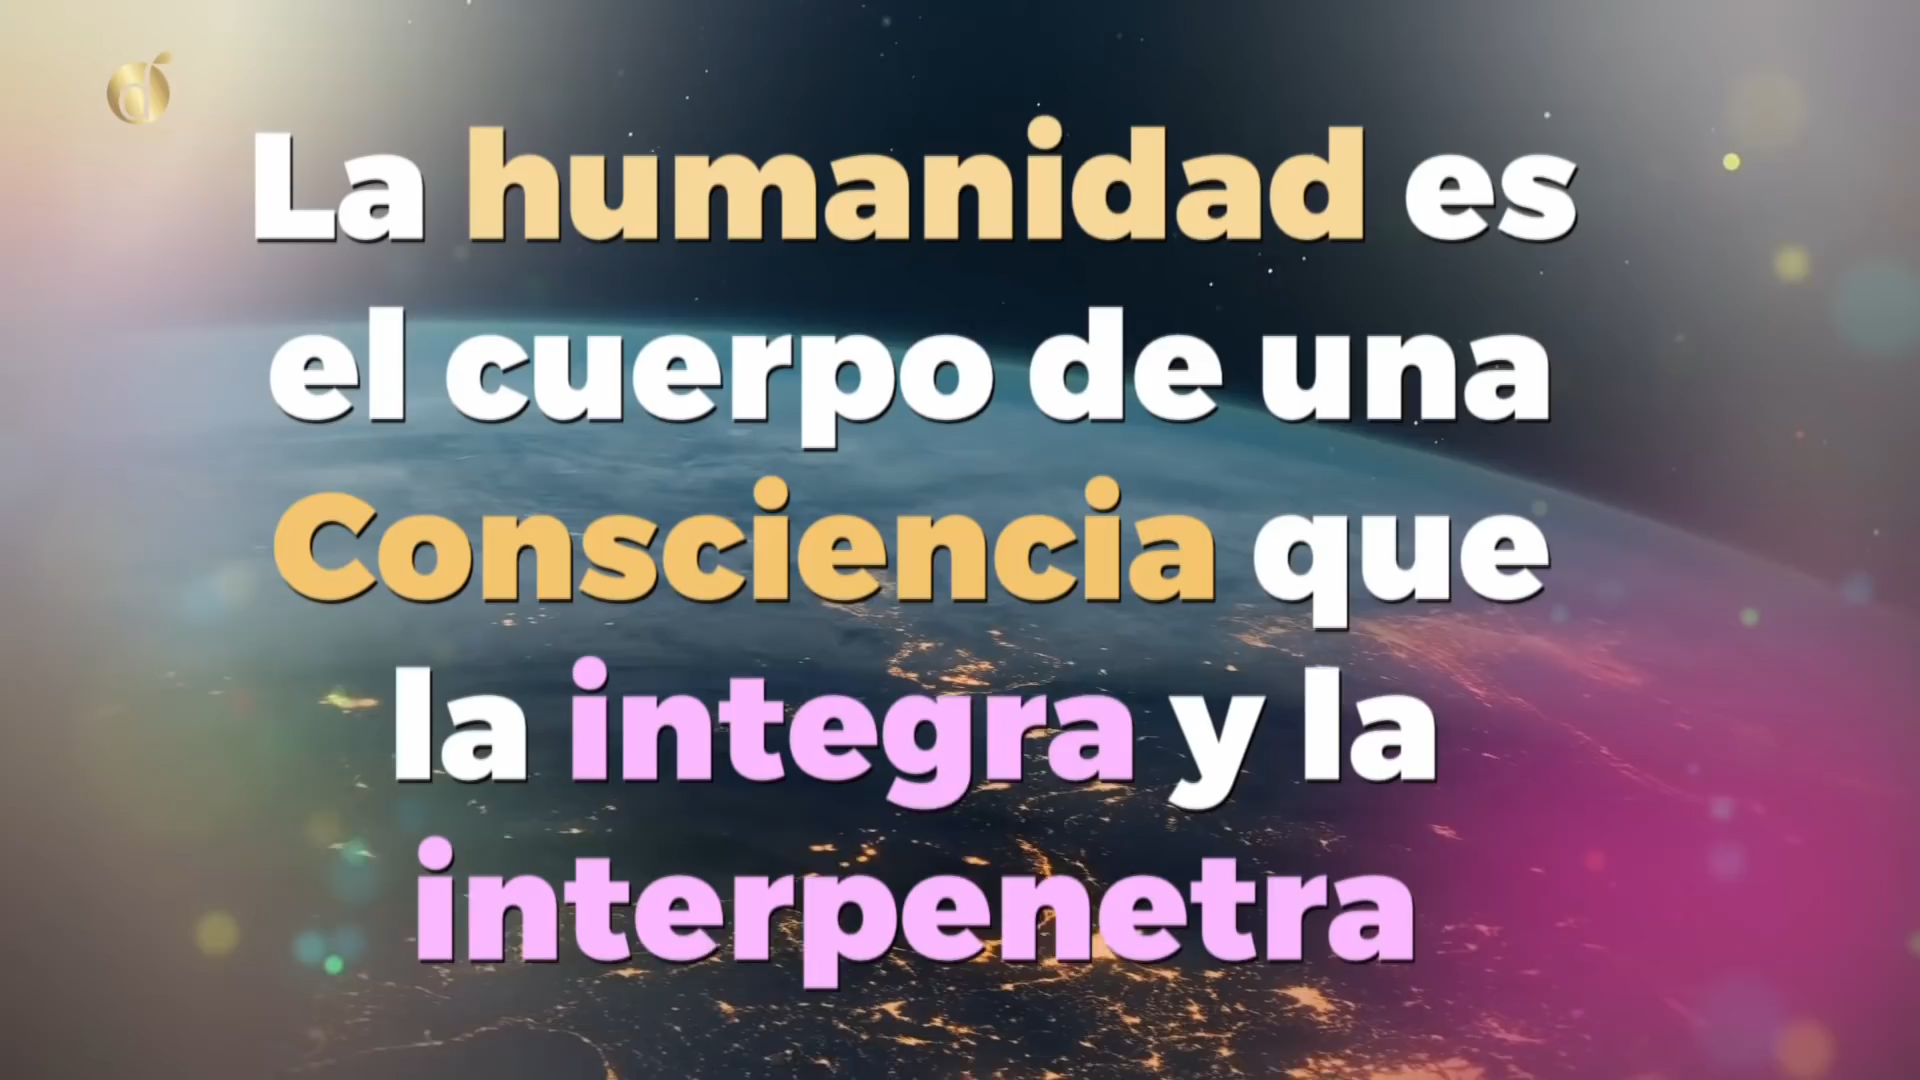 La humanidad es
el cuerpo de una
Consciencia que
la integra y la
interpenetra